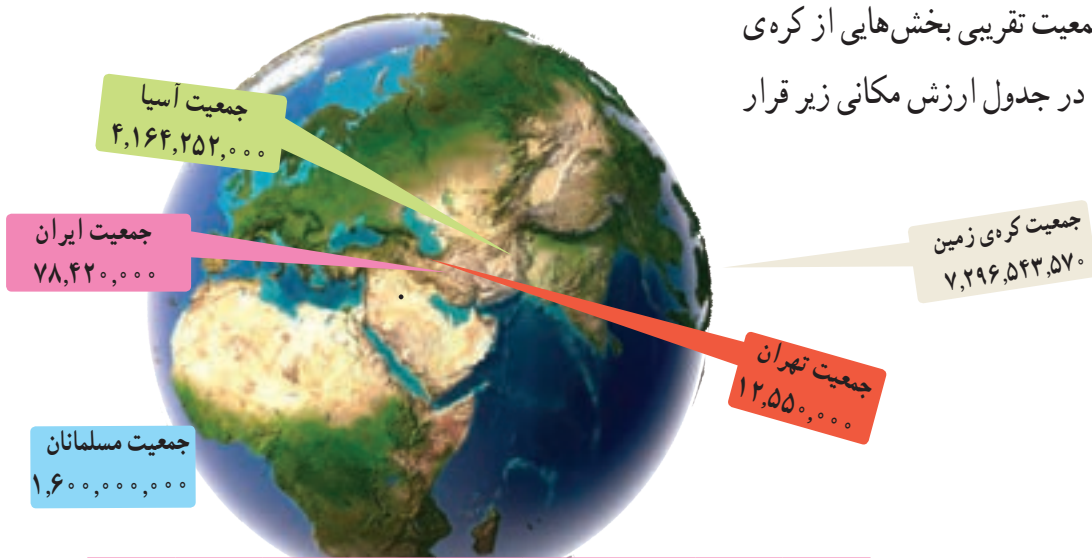 معیت تقریبی بخش‌هایی از کره‌ی
در جدول ارزش مکانی زیر قرار
جمعیت آسیا
۴,۱۶۴,۲۵۲,۰۰۰
جمعیت کره‌ی زمین
۷,۲۹۶,۵۴۳,۵۷۰
جمعیت ایران
۷۸,۴۲۰,۰۰۰
جمعیت تهران
۱۲,۵۵۰,۰۰۰
جمعیت مسلمانان
۱,۶۰۰,۰۰۰,۰۰۰